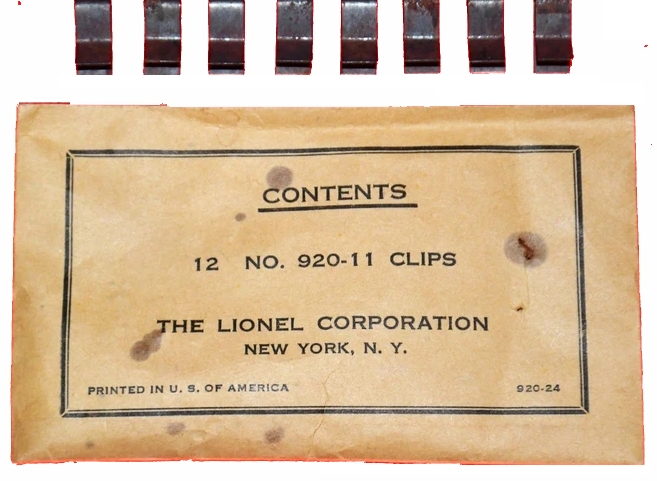 CONTENTS
12 NO. 920-11 CLIPS
THE LIONEL CORPORATION
NEW YORK, N. Y.
PRINTED IN U. S. OF AMERICA 920-24